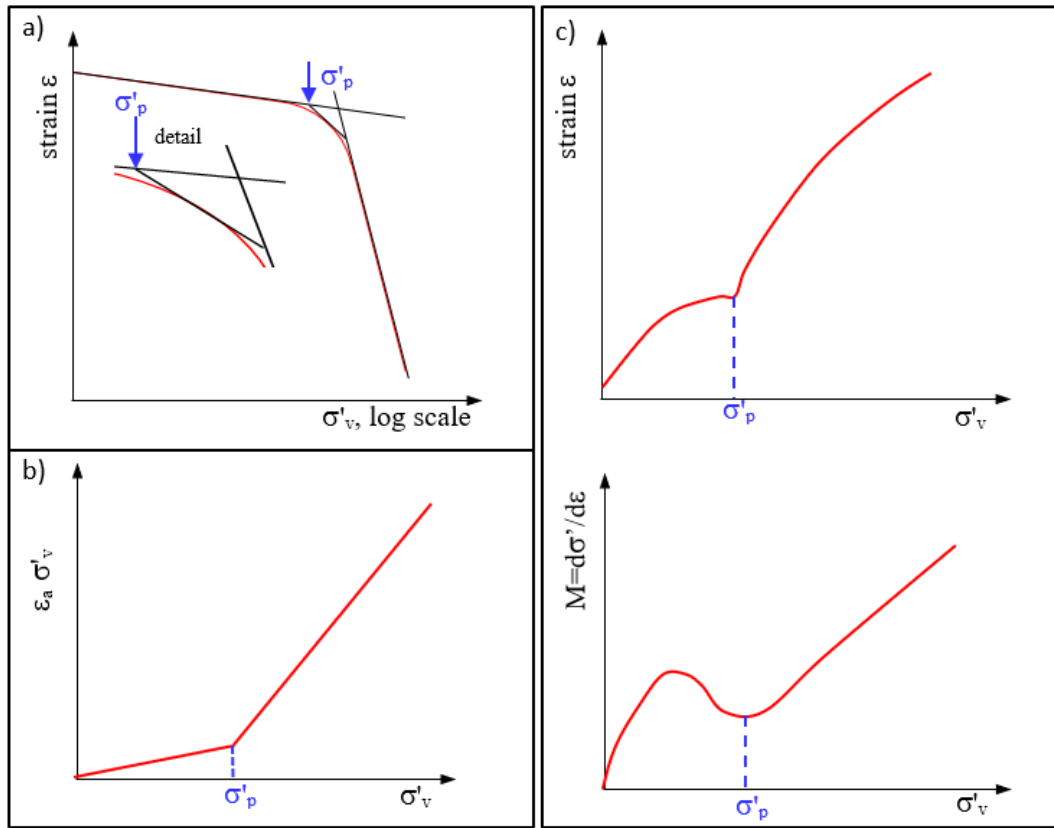 a)
strain ε
σ'p
σ'p
detail
σ'v, log scale
b)
εa σ'v
σ'p
σ'v
c)
strain ε
σ'p
σ'v
M=dσ'/dε
σ'p
σ'v